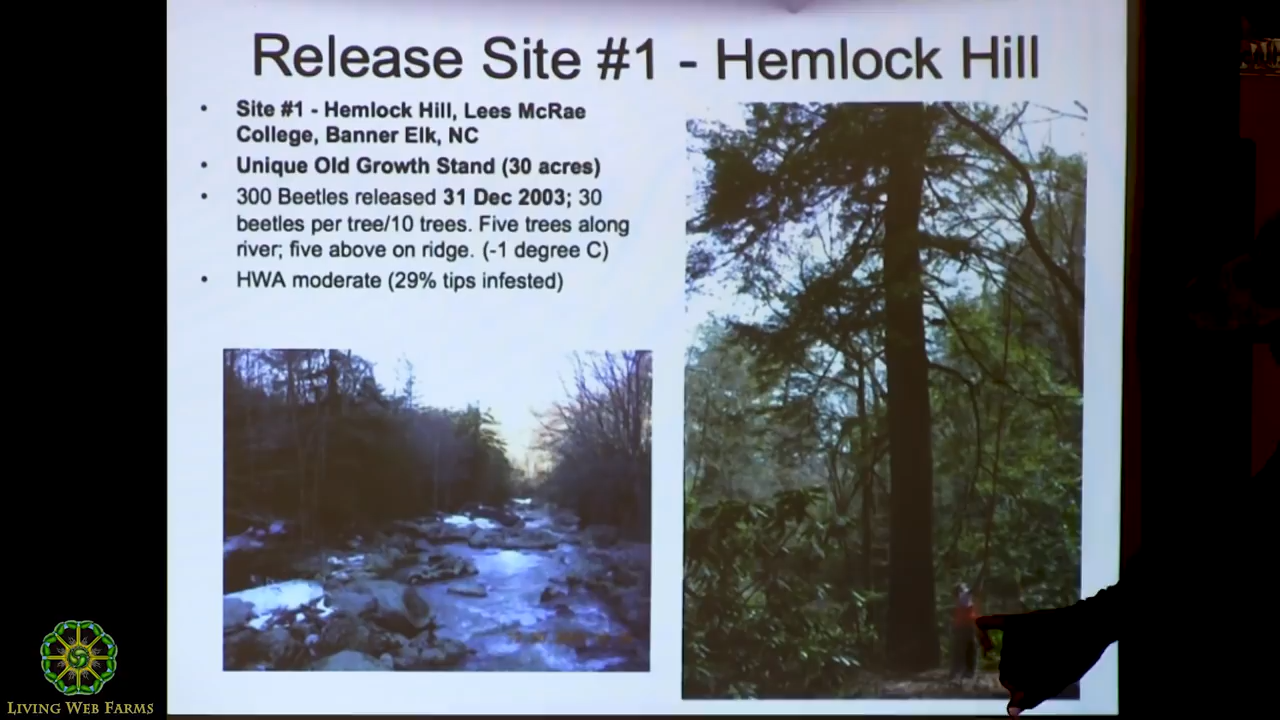 Release Site #1 - Hemlock Hill
• Site #1 - Hemlock Hill, Lees McRae
College, Banner Elk, NC
• Unique Old Growth Stand (30 acres)
• 300 Beetles released 31 Dec 2003; 30
beetles per tree/10 trees. Five trees along
river; five above on ridge. (-1 degree C)
• HWA moderate (29% tips infested)
LIVING WEB FARMS